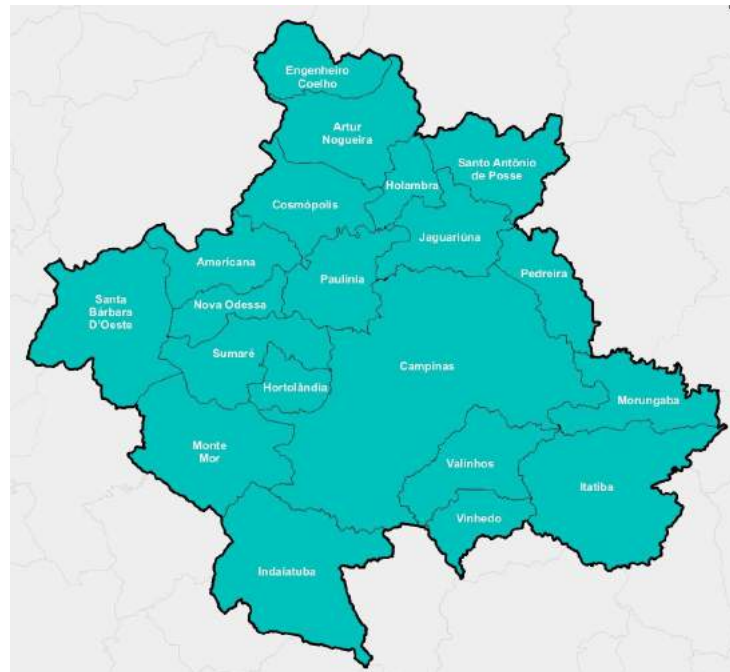 Engenheiro
Coelho
Artur
Nogueira
Santo Antônio
de Posse
Holambra
Cosmópolis
Jaguariúna
Americana
Paulínia
Pedreira
Santa
Bárbara
D'Oeste
Nova Odessa
Sumaré
Campinas
Hortolândia
Morungaba
Monte
Mor
Valinhos
Itatiba
Vinhedo
Indaiatuba